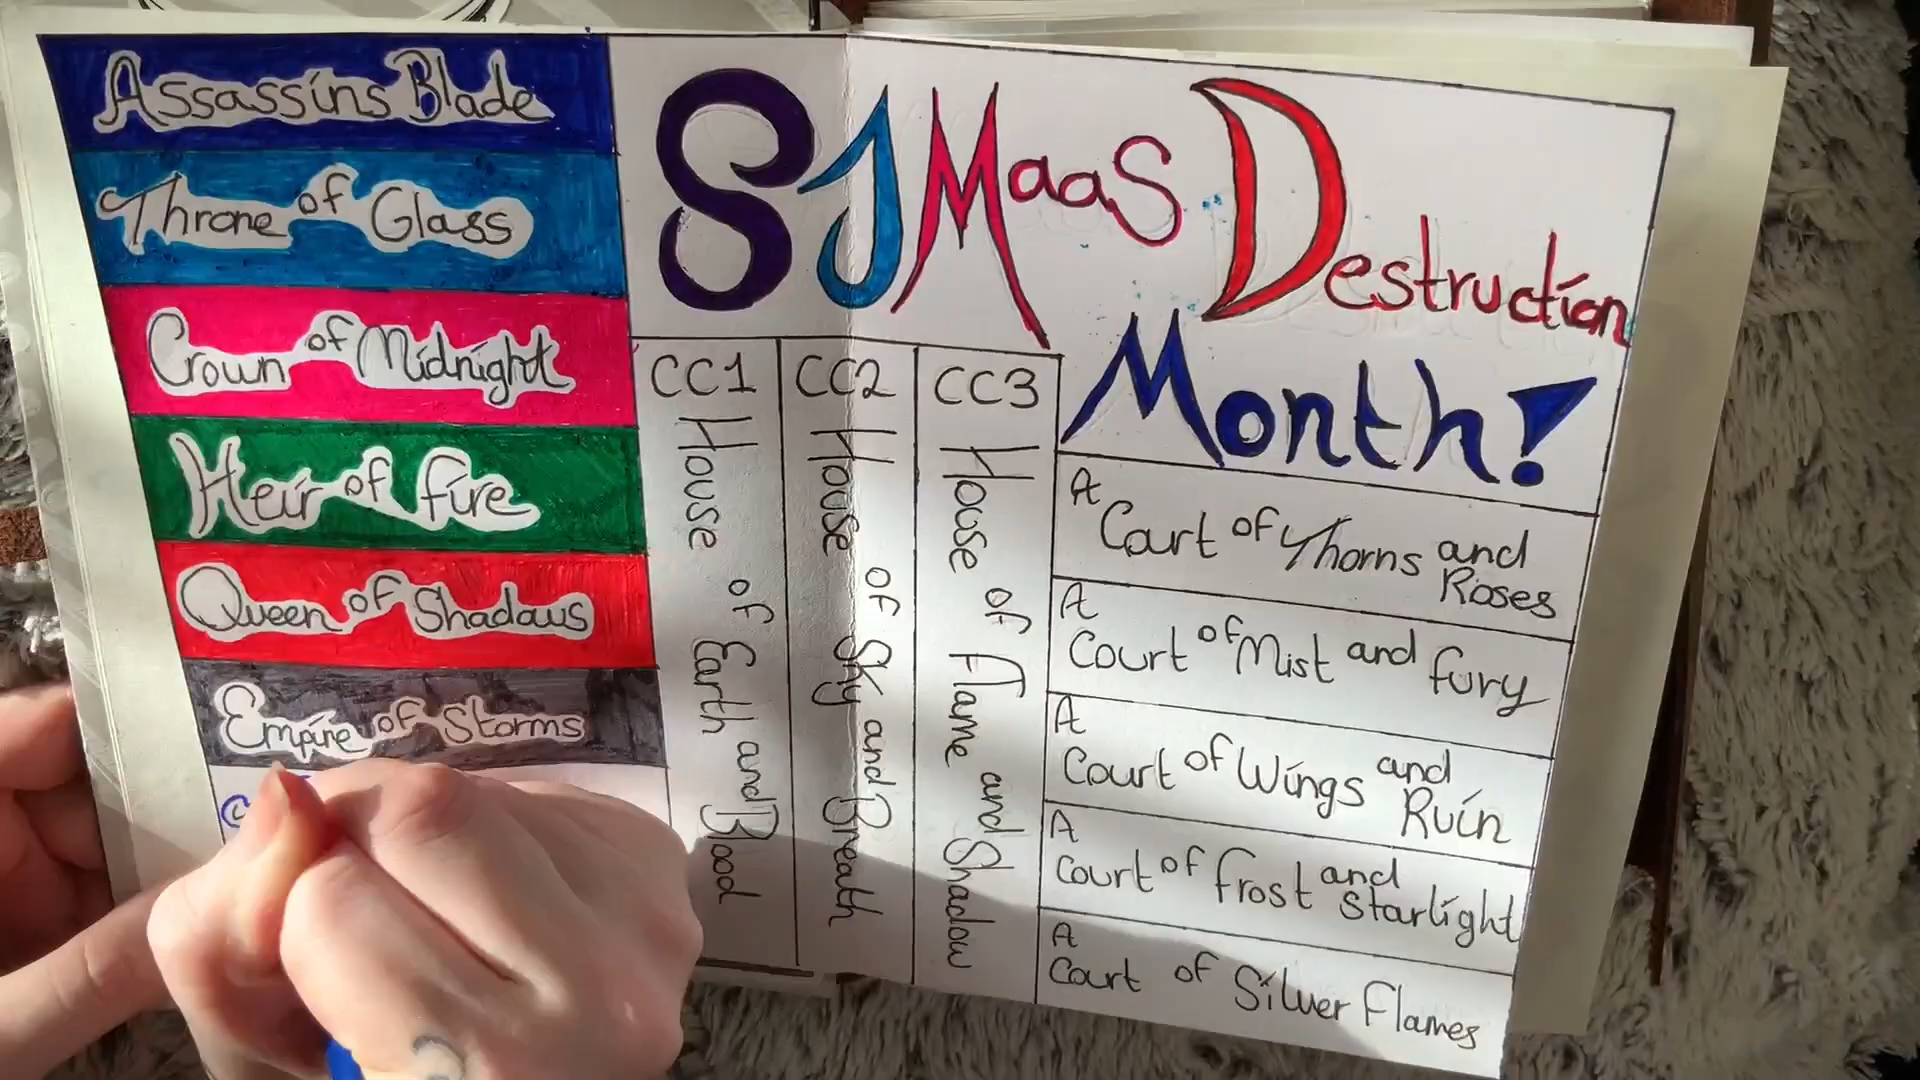 Assassins Blade
Throne of Glass
Crown of Midnight
Heir of fire
Queen of Shadows
Empire of Storms
SJMaas Destruction
Month!
CC1
House of Earth and Blood
CC2
House of Sky and Breath
CC3
House of Flame and Shadow
A
Court of Thorns and
Roses
A
Court of Mist and fury
A
Court of Wings and
Ruin
A
Court of frost and
Starlight
A
Court of Silver Flames